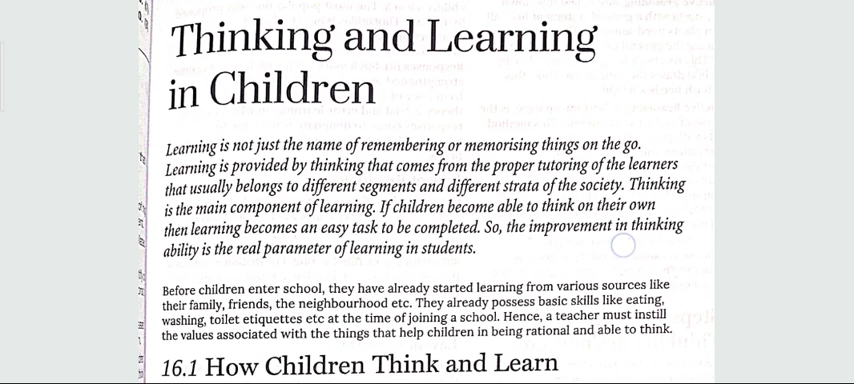 Thinking and Learning
in Children
Learning is not just the name of remembering or memorising things on the go.
Learning is provided by thinking that comes from the proper tutoring of the learners
that usually belongs to different segments and different strata of the society. Thinking
is the main component of learning. If children become able to think on their own
then learning becomes an easy task to be completed. So, the improvement in thinking
ability is the real parameter of learning in students.
Before children enter school, they have already started learning from various sources like
their family, friends, the neighbourhood etc. They already possess basic skills like eating,
washing, toilet etiquettes etc at the time of joining a school. Hence, a teacher must instill
the values associated with the things that help children in being rational and able to think.
16.1 How Children Think and Learn